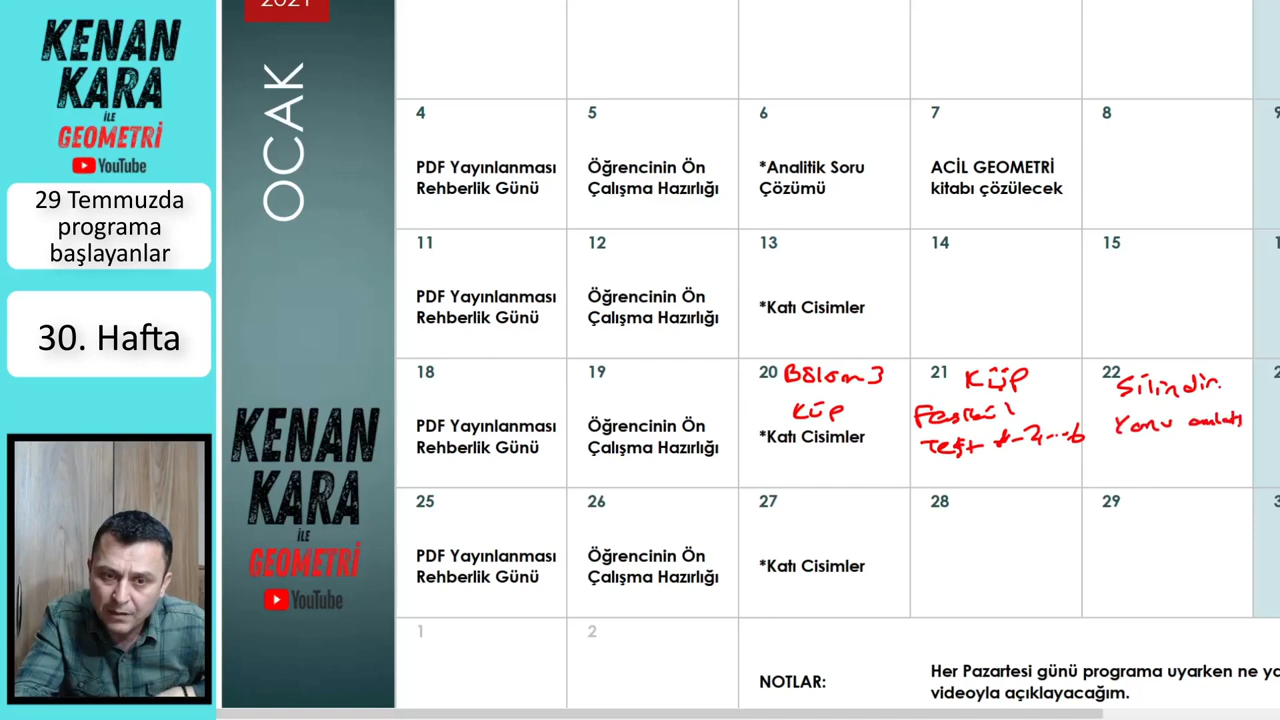 KENAN
KARA
İLE
GEOMETRİ
YouTube
29 Temmuzda
programa
başlayanlar
30. Hafta
2021
OCAK
KENAN
KARA
İLE
GEOMETRİ
YouTube
4
PDF Yayınlanması
Rehberlik Günü
5
Öğrencinin Ön
Çalışma Hazırlığı
6
*Analitik Soru
Çözümü
7
ACİL GEOMETRİ
kitabı çözülecek
8
9
11
PDF Yayınlanması
Rehberlik Günü
12
Öğrencinin Ön
Çalışma Hazırlığı
13
*Katı Cisimler
14
15
1
18
PDF Yayınlanması
Rehberlik Günü
19
Öğrencinin Ön
Çalışma Hazırlığı
20 Bölüm 3
Küp
*Katı Cisimler
21 Küp
Test
22 Silindir
Konu
2
25
PDF Yayınlanması
Rehberlik Günü
26
Öğrencinin Ön
Çalışma Hazırlığı
27
*Katı Cisimler
28
29
3
1
2
NOTLAR:
Her Pazartesi günü programa uyarken ne ya
videoyla açıklayacağım.